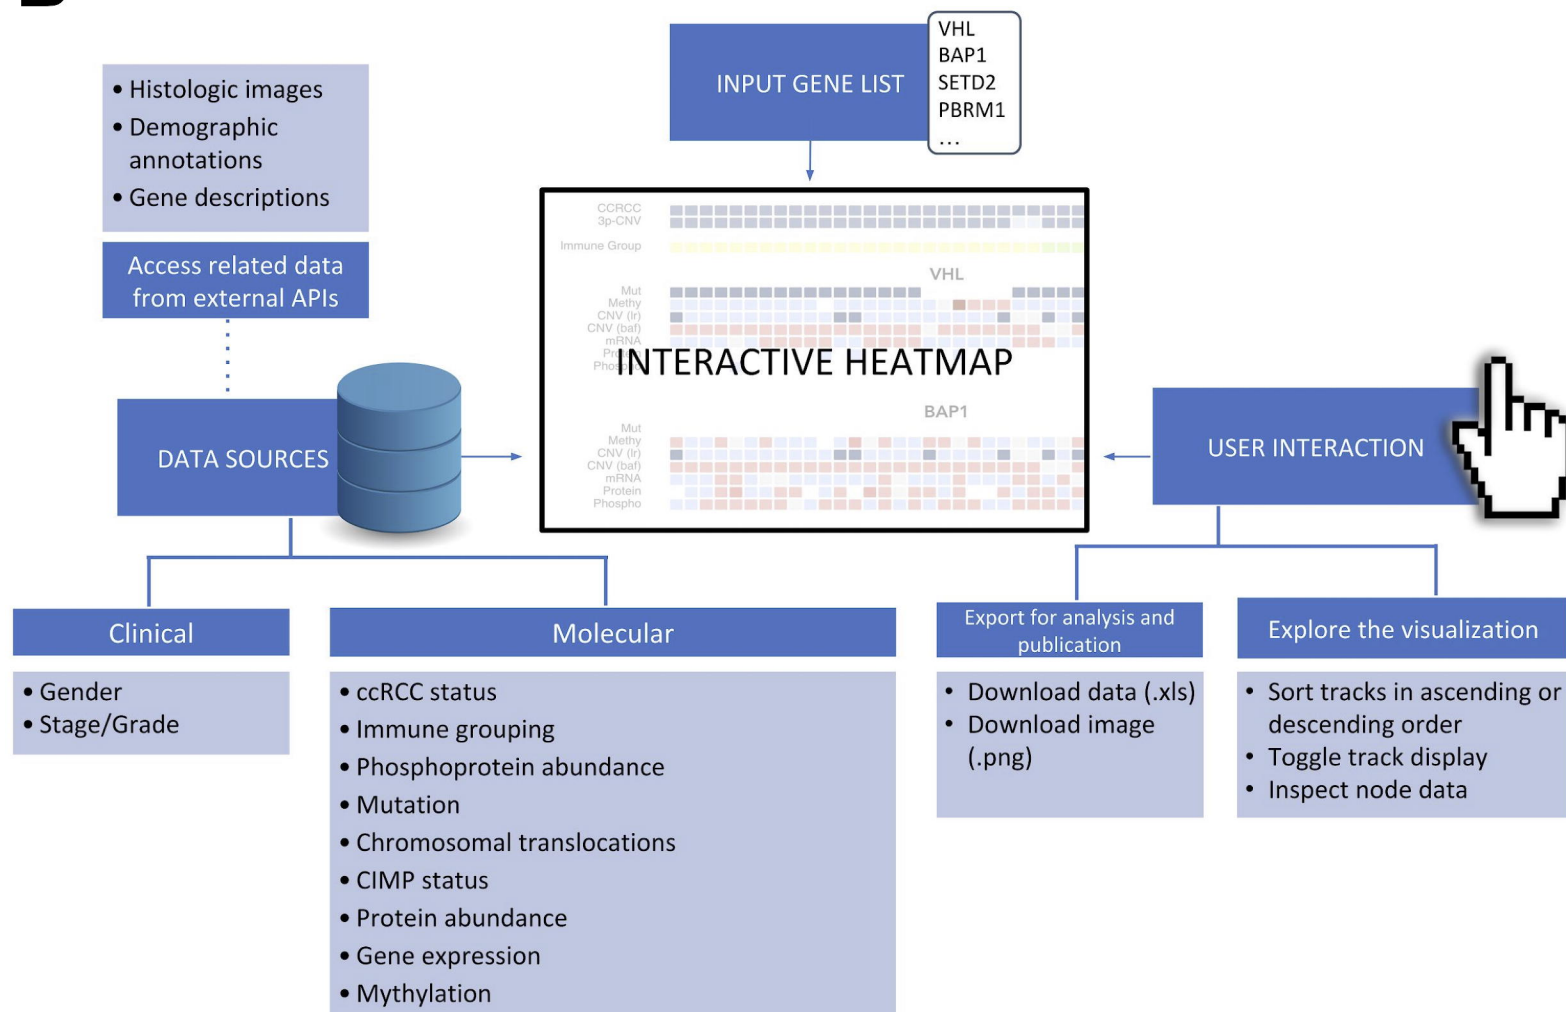 INPUT GENE LIST
VHL
BAP1
SETD2
PBRM1
...
• Histologic images
• Demographic
annotations
• Gene descriptions
Access related data
from external APIs
CCRCC
3p-CNV
Immune Group
VHL
Mut
Methy
CNV (lr)
CNV (baf)
mRNA
INTERACTIVE HEATMAP
BAP1
Mut
Methy
CNV (lr)
CNV (baf)
mRNA
Protein
Phospho
DATA SOURCES
USER INTERACTION
Clinical
• Gender
• Stage/Grade
Molecular
• ccRCC status
• Immune grouping
• Phosphoprotein abundance
• Mutation
• Chromosomal translocations
• CIMP status
• Protein abundance
• Gene expression
• Mythylation
Export for analysis and
publication
• Download data (.xls)
• Download image
(.png)
Explore the visualization
• Sort tracks in ascending or
descending order
• Toggle track display
• Inspect node data